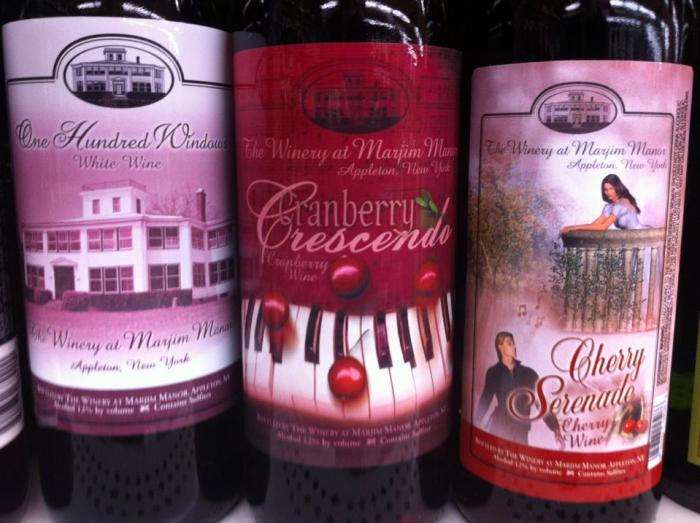 One Hundred Windows
White Wine
The Winery at Marjim Manor
Appleton, New York
Bottled by The Winery at Marjim Manor, Appleton, NY
Alcohol 12% by volume Contains Sulfites
The Winery at Marjim Manor
Appleton, New York
Cranberry
Crescendo
Cranberry
Wine
Bottled by The Winery at Marjim Manor, Appleton, NY
Alcohol 12% by volume Contains Sulfites
The Winery at Marjim Manor
Appleton, New York
Cherry
Serenade
Cherry
Wine
Bottled by The Winery at Marjim Manor, Appleton, NY
Alcohol 12% by volume Contains Sulfites